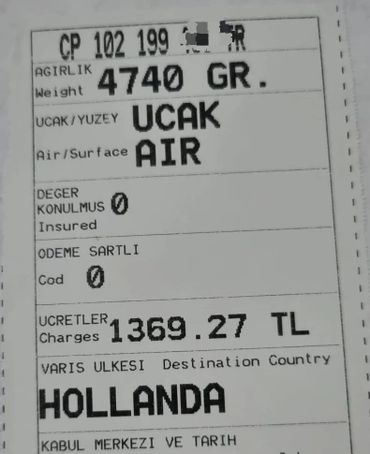 CP 102 199
AGIRLIK
Weight 4740 GR.
UCAK/YUZEY UCAK
Air/Surface AIR
DEGER
KONULMUS 0
Insured
ODEME SARTLI
Cod 0
UCRETLER
Charges 1369.27 TL
VARIS ULKESI Destination Country
HOLLANDA
KABUL MERKEZI VE TARIH